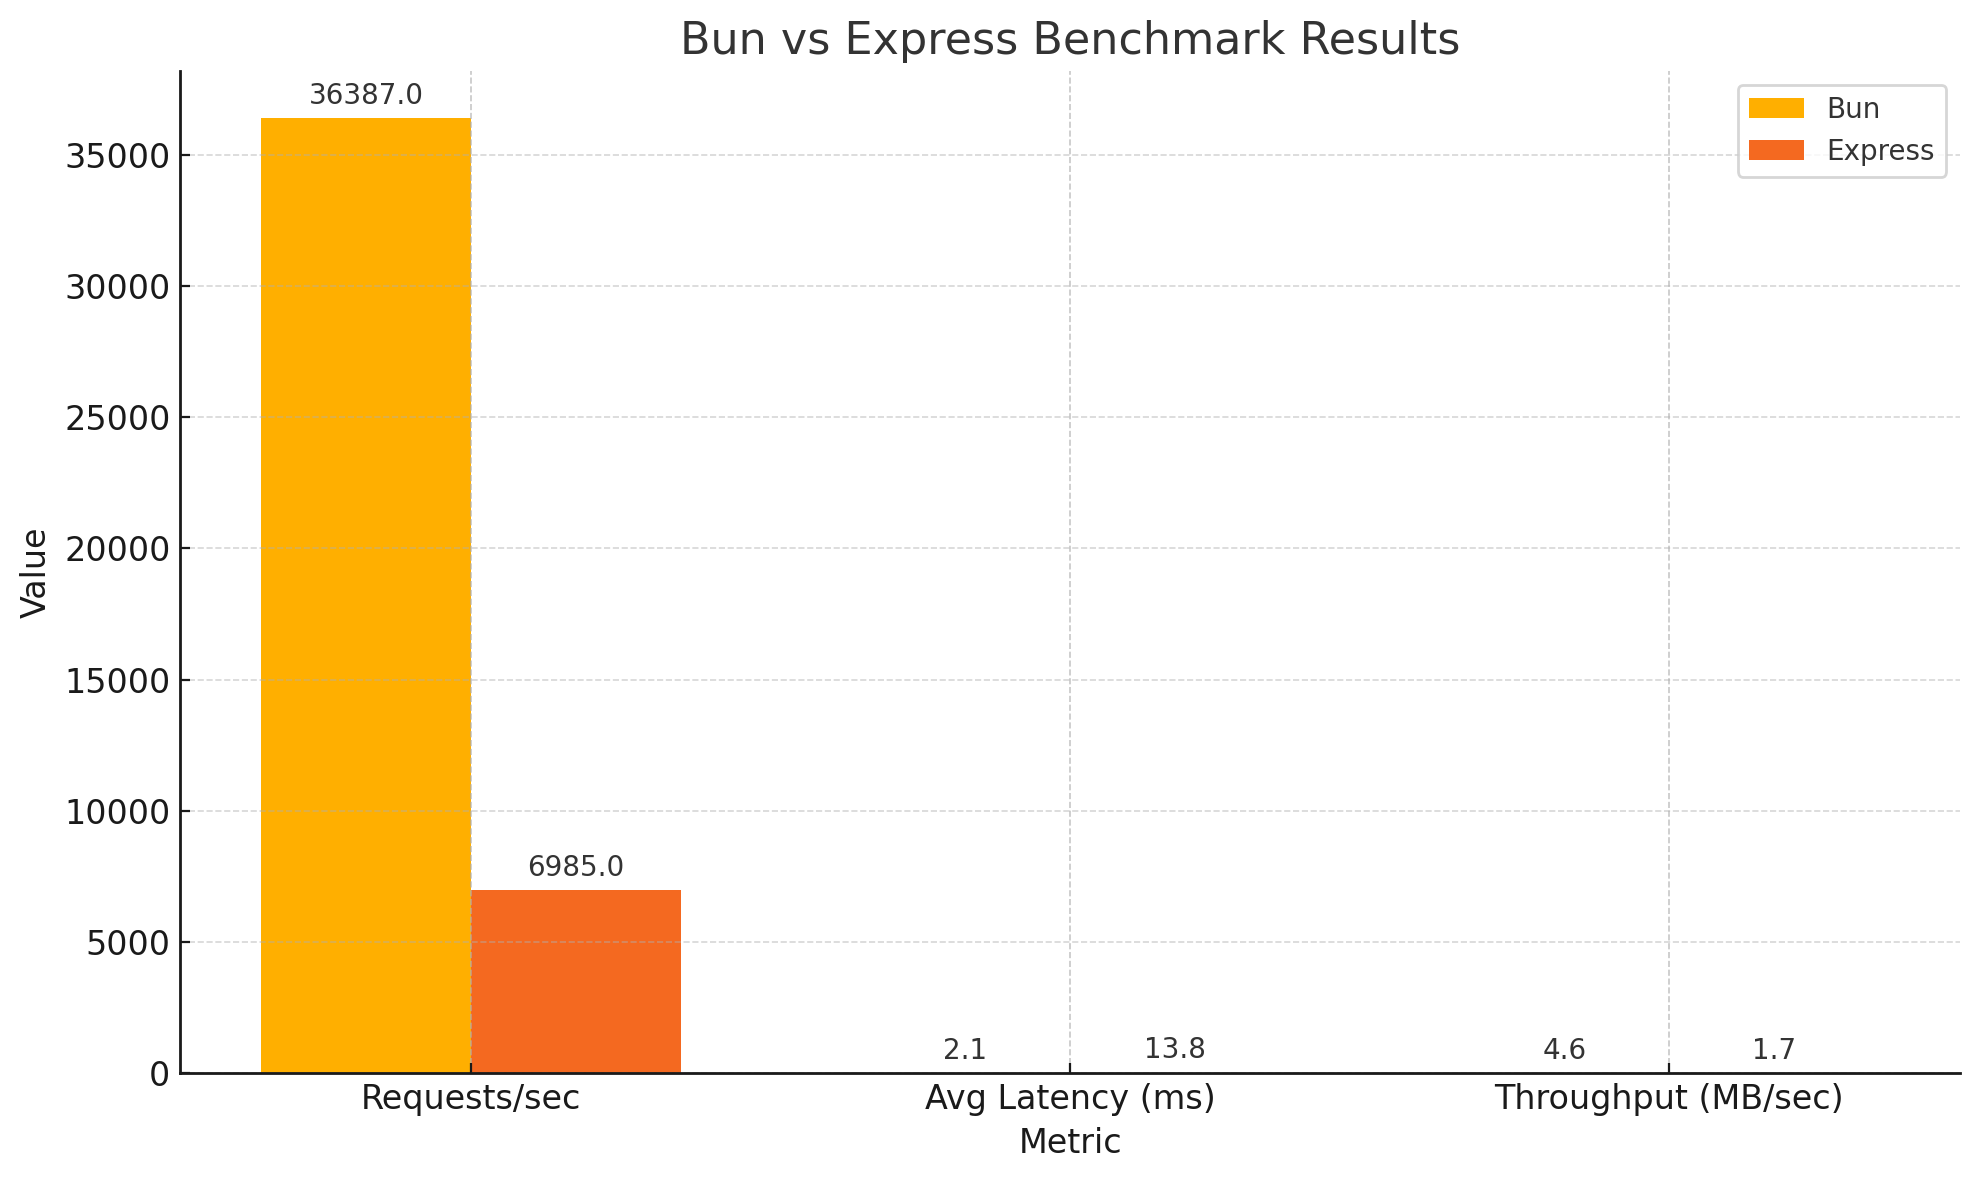 Bun vs Express Benchmark Results
36387.0
Bun
Express
35000
30000
25000
20000
15000
10000
5000
0
Value
6985.0
2.1
13.8
4.6
1.7
Requests/sec
Avg Latency (ms)
Throughput (MB/sec)
Metric